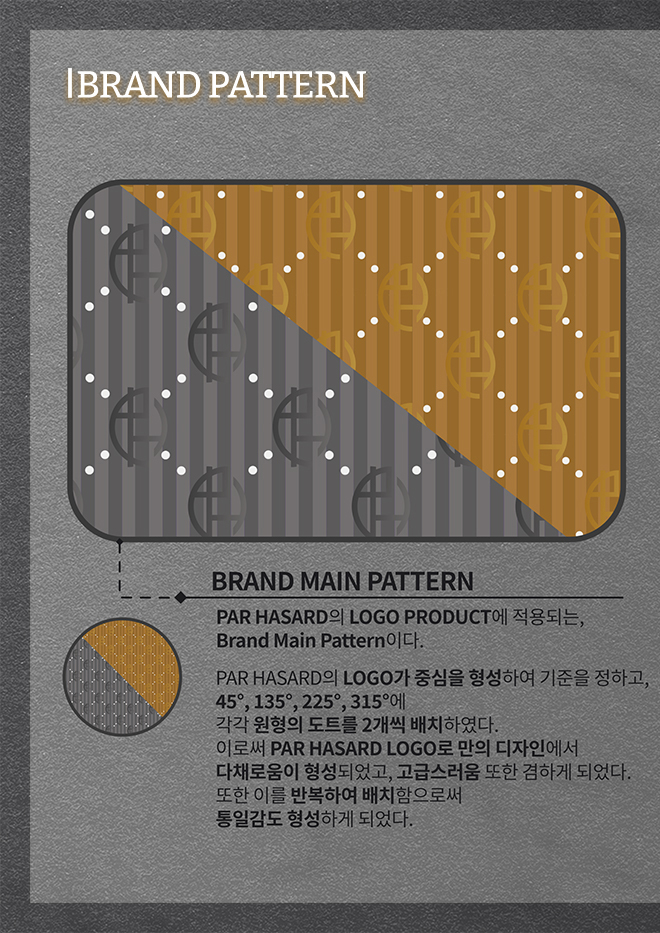 BRAND PATTERN
BRAND MAIN PATTERN
PAR HASARD의 LOGO PRODUCT에 적용되는,
Brand Main Pattern이다.
PAR HASARD의 LOGO가 중심을 형성하여 기준을 정하고,
45°, 135°, 225°, 315°에
각각 원형의 도트를 2개씩 배치하였다.
이로써 PAR HASARD LOGO로 만의 디자인에서
다채로움이 형성되었고, 고급스러움 또한 겸하게 되었다.
또한 이를 반복하여 배치함으로써
통일감도 형성하게 되었다.